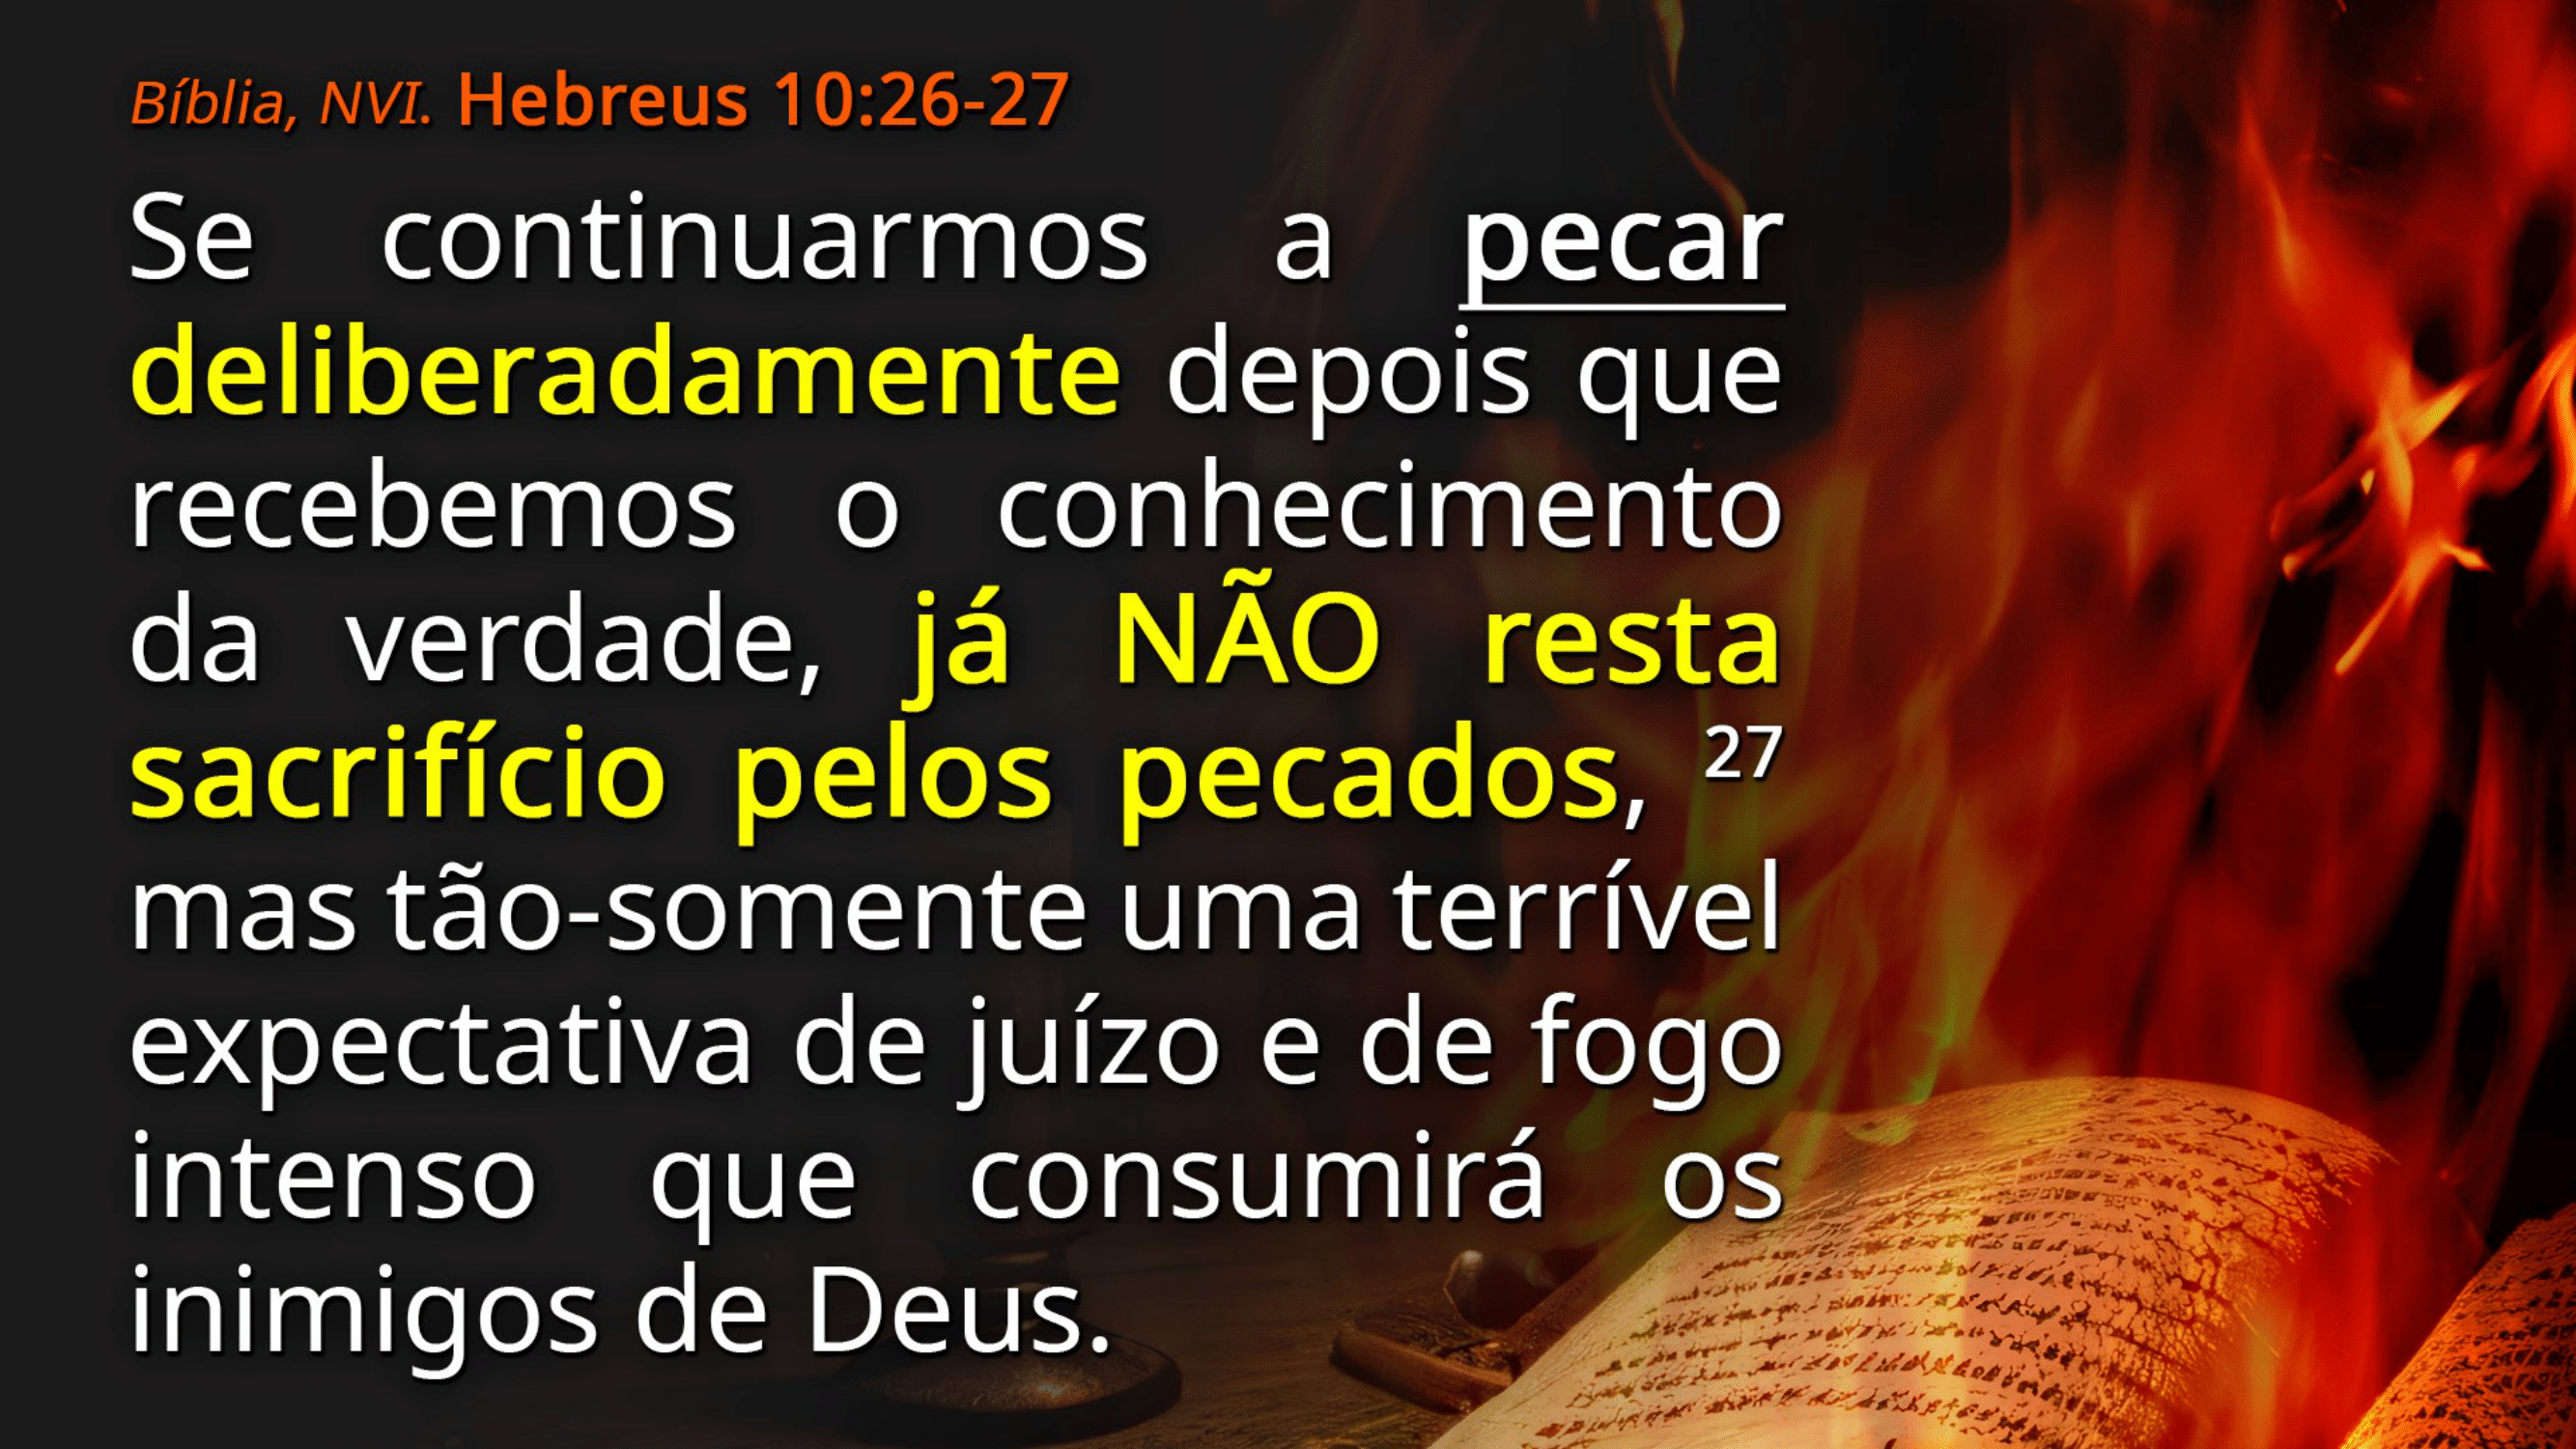 Bíblia, NVI. Hebreus 10:26-27
Se continuarmos a pecar
deliberadamente depois que
recebemos o conhecimento
da verdade, já NÃO resta
sacrifício pelos pecados, 27
mas tão-somente uma terrível
expectativa de juízo e de fogo
intenso que consumirá os
inimigos de Deus.